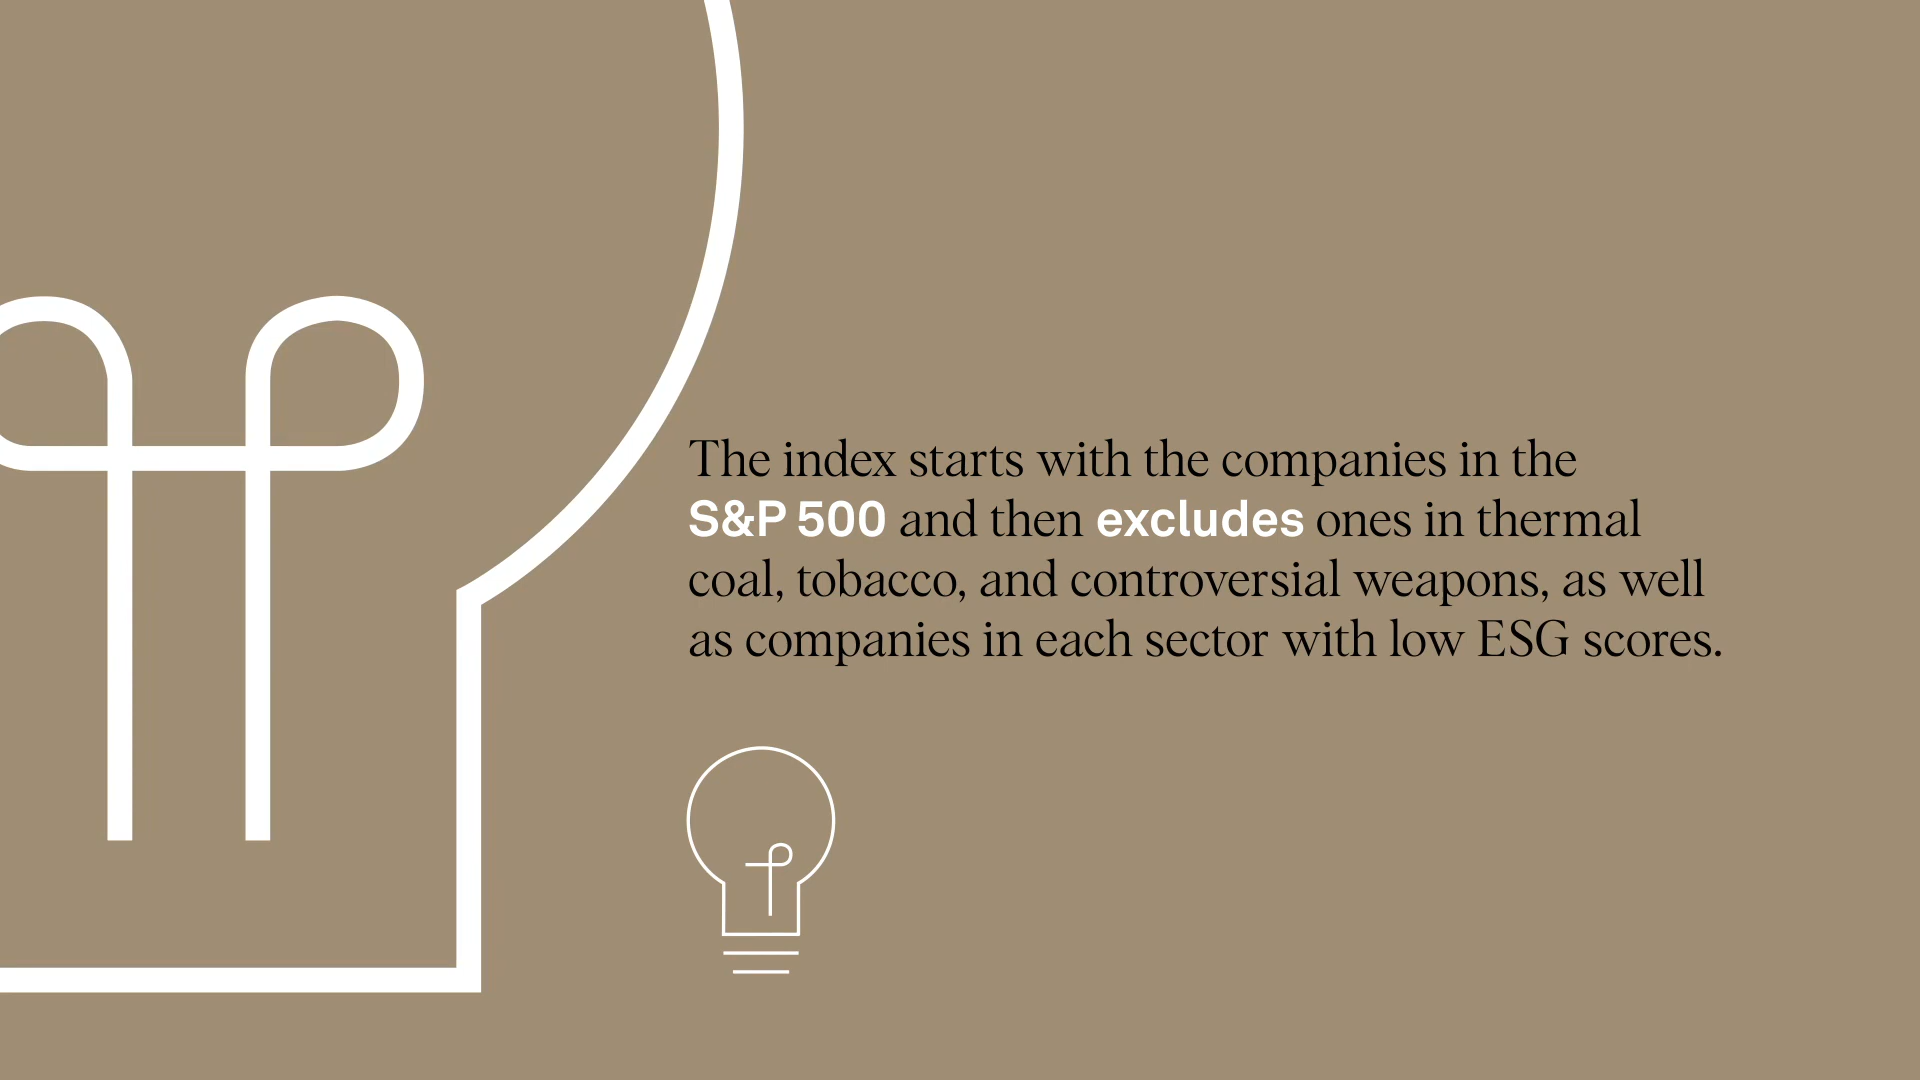 The index starts with the companies in the
S&P 500 and then excludes ones in thermal
coal, tobacco, and controversial weapons, as well
as companies in each sector with low ESG scores.